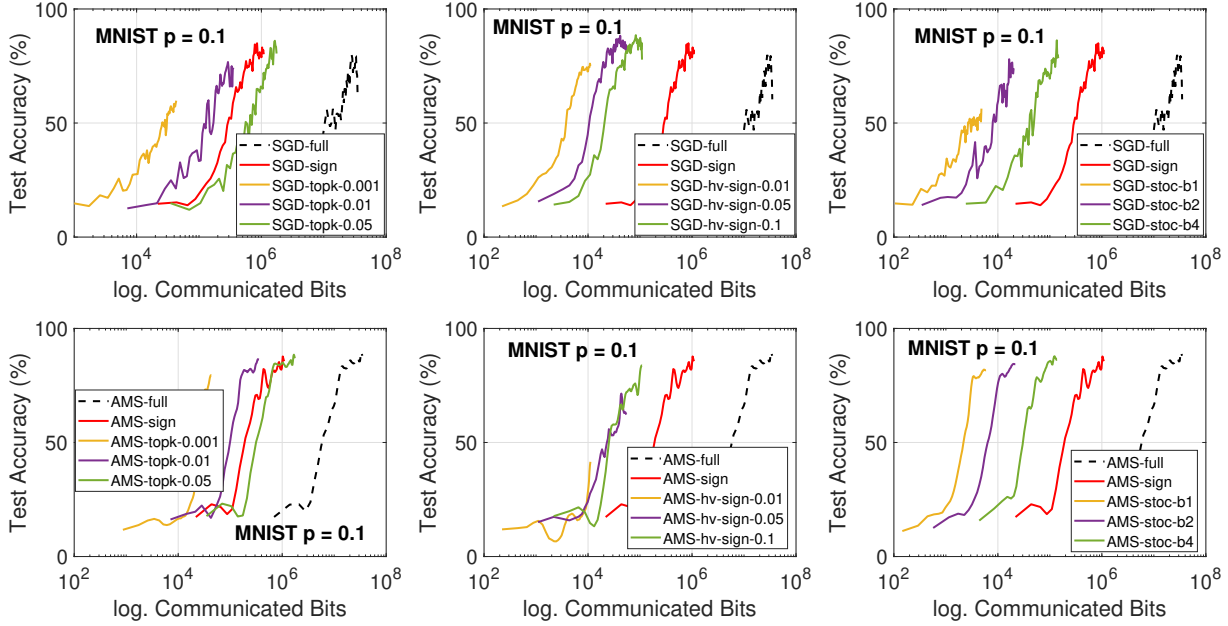 MNIST p = 0.1
Test Accuracy (%)
100
50
0
SGD-full
SGD-sign
SGD-topk-0.001
SGD-topk-0.01
SGD-topk-0.05
10^2 10^4 10^6 10^8
log. Communicated Bits
MNIST p = 0.1
Test Accuracy (%)
100
50
0
SGD-full
SGD-sign
SGD-hv-sign-0.01
SGD-hv-sign-0.05
SGD-hv-sign-0.1
10^2 10^4 10^6 10^8
log. Communicated Bits
MNIST p = 0.1
Test Accuracy (%)
100
50
0
SGD-full
SGD-sign
SGD-stoc-b1
SGD-stoc-b2
SGD-stoc-b4
10^2 10^4 10^6 10^8
log. Communicated Bits
Test Accuracy (%)
100
50
0
AMS-full
AMS-sign
AMS-topk-0.001
AMS-topk-0.01
AMS-topk-0.05
MNIST p = 0.1
10^2 10^4 10^6 10^8
log. Communicated Bits
MNIST p = 0.1
Test Accuracy (%)
100
50
0
AMS-full
AMS-sign
AMS-hv-sign-0.01
AMS-hv-sign-0.05
AMS-hv-sign-0.1
10^2 10^4 10^6 10^8
log. Communicated Bits
MNIST p = 0.1
Test Accuracy (%)
100
50
0
AMS-full
AMS-sign
AMS-stoc-b1
AMS-stoc-b2
AMS-stoc-b4
10^2 10^4 10^6 10^8
log. Communicated Bits